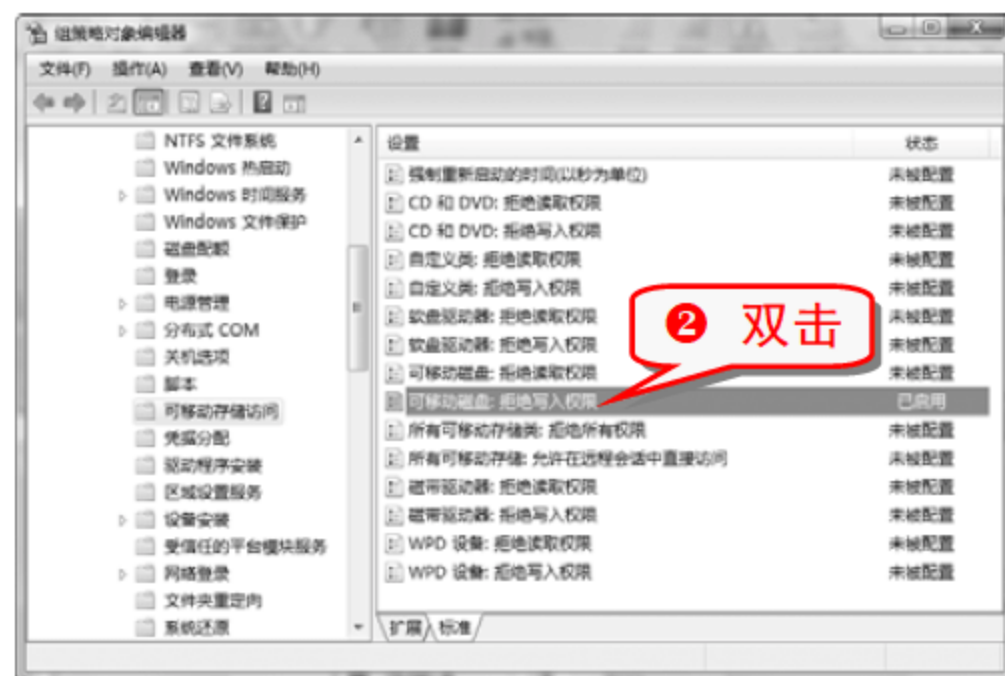 组策略对象编辑器
文件(F) 操作(A) 查看(V) 帮助(H)
NTFS 文件系统
Windows 热启动
Windows 时间服务
Windows 文件保护
磁盘配额
登录
电源管理
分布式 COM
关机选项
脚本
可移动存储访问
凭据分配
驱动程序安装
区域设置服务
设备安装
受信任的平台模块服务
网络登录
文件夹重定向
系统还原
设置 状态
强制重新启动的时间(以秒为单位) 未被配置
CD 和 DVD: 拒绝读取权限 未被配置
CD 和 DVD: 拒绝写入权限 未被配置
自定义类: 拒绝读取权限 未被配置
自定义类: 拒绝写入权限 未被配置
软盘驱动器: 拒绝读取权限 未被配置
软盘驱动器: 拒绝写入权限 未被配置
可移动磁盘: 拒绝读取权限 未被配置
可移动磁盘: 拒绝写入权限 已启用
所有可移动存储类: 拒绝所有权限 未被配置
所有可移动存储: 允许在远程会话中直接访问 未被配置
磁带驱动器: 拒绝读取权限 未被配置
磁带驱动器: 拒绝写入权限 未被配置
WPD 设备: 拒绝读取权限 未被配置
WPD 设备: 拒绝写入权限 未被配置
❷ 双击
扩展 标准